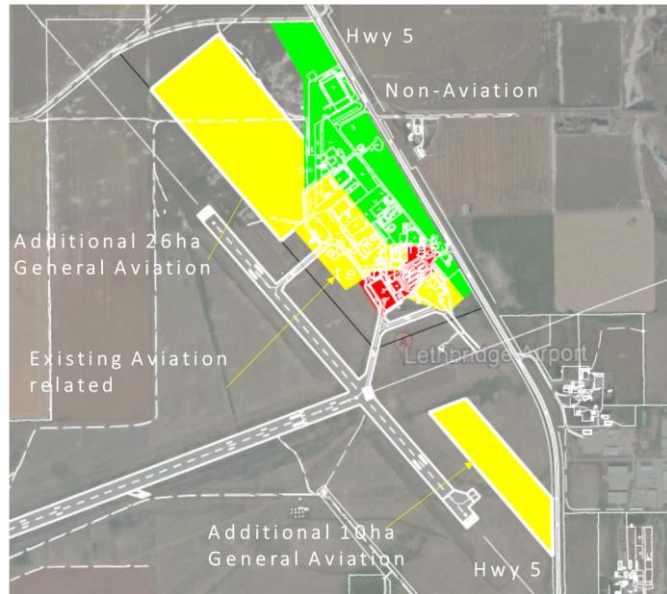 Hwy 5
Non-Aviation
Additional 26ha
General Aviation
Existing Aviation
related
Lethbridge Airport
Additional 10ha
General Aviation
Hwy 5